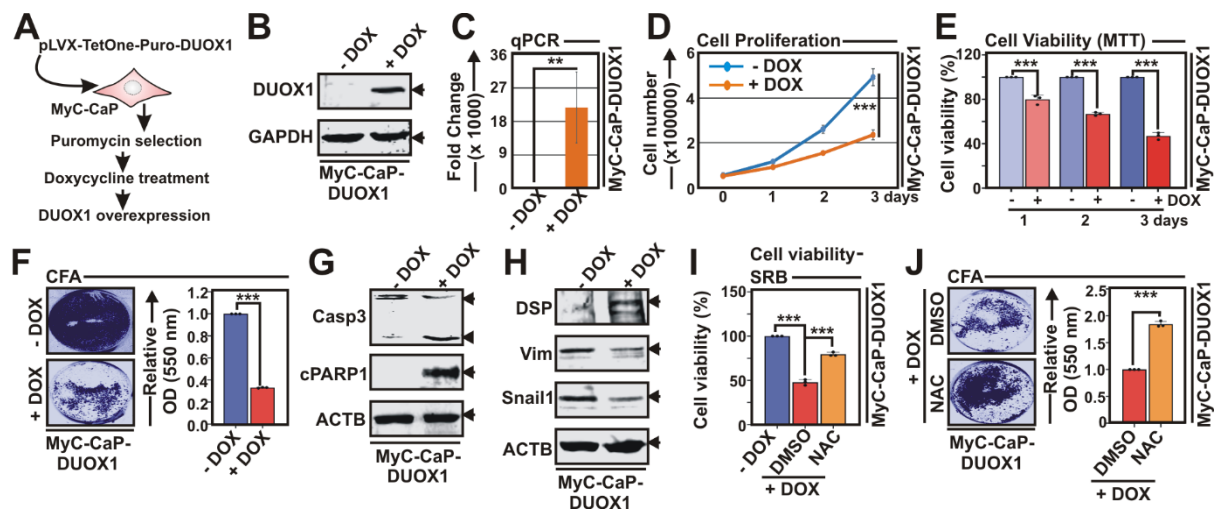 A
pLVX-TetOne-Puro-DUOX1
MyC-CaP
Puromycin selection
Doxycycline treatment
DUOX1 overexpression
B
- DOX
+ DOX
DUOX1
GAPDH
MyC-CaP-
DUOX1
C
qPCR
Fold Change
(x 1000)
36
27
18
9
0
**
- DOX
+ DOX
D
Cell Proliferation
- DOX
+ DOX
Cell number
(x100000)
6
4
2
0
***
0 1 2 3 days
MyC-CaP-DUOX1
E
Cell Viability (MTT)
Cell viability (%)
120
80
40
0
*** *** ***
- + - + - + DOX
1 2 3 days
MyC-CaP-DUOX1
F
CFA
- DOX
+ DOX
MyC-CaP-
DUOX1
Relative
OD (550 nm)
1.2
1.0
0.8
0.6
0.4
0.2
0.0
***
- DOX
+ DOX
G
- DOX
+ DOX
Casp3
cPARP1
ACTB
MyC-CaP-
DUOX1
H
- DOX
+ DOX
DSP
Vim
Snail1
ACTB
MyC-CaP-
DUOX1
I
Cell viability-
SRB
Cell viability (%)
100
50
0
*** ***
- DOX
DMSO
NAC
+ DOX
MyC-CaP-DUOX1
J
CFA
+ DOX
DMSO
NAC
MyC-CaP-
DUOX1
Relative
OD (550 nm)
2.5
2.0
1.5
1.0
0.5
0.0
***
DMSO
NAC
+ DOX
MyC-CaP-DUOX1